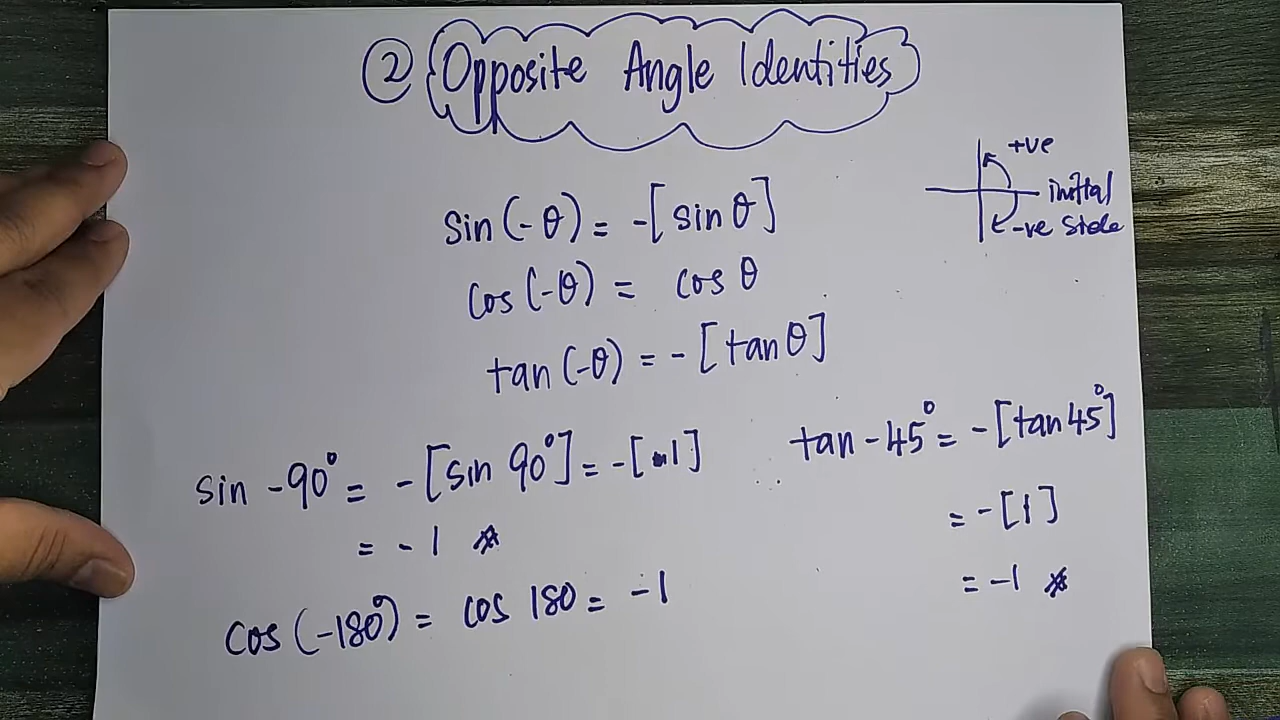 ② Opposite Angle Identities
+ve
initial
-ve
sin (-θ) = -[sin θ]
cos (-θ) = cos θ
tan (-θ) = -[tan θ]
sin -90° = -[sin 90°] = -[1]
= -1
cos (-180°) = cos 180 = -1
tan -45° = -[tan 45°]
= -[1]
= -1